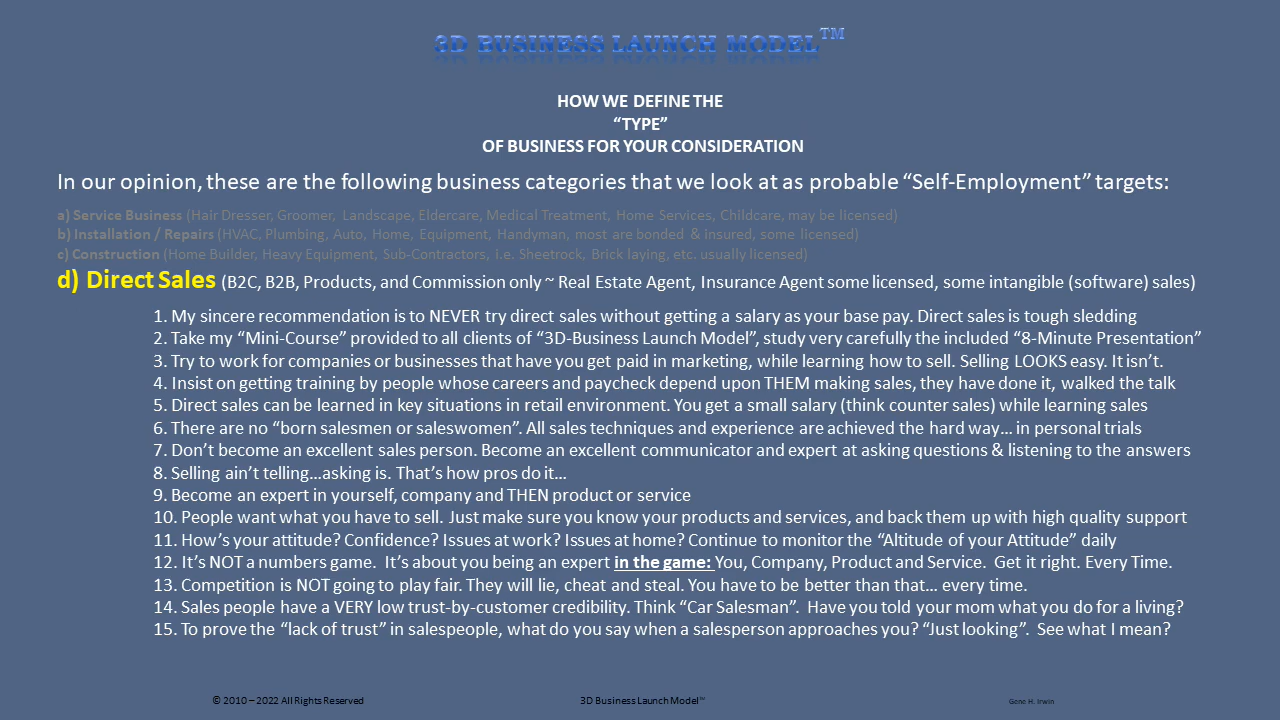 3D BUSINESS LAUNCH MODEL™
HOW WE DEFINE THE
“TYPE”
OF BUSINESS FOR YOUR CONSIDERATION
In our opinion, these are the following business categories that we look at as probable “Self-Employment” targets:
a) Service Business (Hair Dresser, Groomer, Landscape, Eldercare, Medical Treatment, Home Services, Childcare, may be licensed)
b) Installation / Repairs (HVAC, Plumbing, Auto, Home, Equipment, Handyman, most are bonded & insured, some licensed)
c) Construction (Home Builder, Heavy Equipment, Sub-Contractors, i.e. Sheetrock, Brick laying, etc. usually licensed)
d) Direct Sales (B2C, B2B, Products, and Commission only ~ Real Estate Agent, Insurance Agent some licensed, some intangible (software) sales)
1. My sincere recommendation is to NEVER try direct sales without getting a salary as your base pay. Direct sales is tough sledding
2. Take my “Mini-Course” provided to all clients of “3D-Business Launch Model”, study very carefully the included “8-Minute Presentation”
3. Try to work for companies or businesses that have you get paid in marketing, while learning how to sell. Selling LOOKS easy. It isn’t.
4. Insist on getting training by people whose careers and paycheck depend upon THEM making sales, they have done it, walked the talk
5. Direct sales can be learned in key situations in retail environment. You get a small salary (think counter sales) while learning sales
6. There are no “born salesmen or saleswomen”. All sales techniques and experience are achieved the hard way… in personal trials
7. Don’t become an excellent sales person. Become an excellent communicator and expert at asking questions & listening to the answers
8. Selling ain’t telling…asking is. That’s how pros do it…
9. Become an expert in yourself, company and THEN product or service
10. People want what you have to sell. Just make sure you know your products and services, and back them up with high quality support
11. How’s your attitude? Confidence? Issues at work? Issues at home? Continue to monitor the “Altitude of your Attitude” daily
12. It’s NOT a numbers game. It’s about you being an expert in the game: You, Company, Product and Service. Get it right. Every Time.
13. Competition is NOT going to play fair. They will lie, cheat and steal. You have to be better than that… every time.
14. Sales people have a VERY low trust-by-customer credibility. Think “Car Salesman”. Have you told your mom what you do for a living?
15. To prove the “lack of trust” in salespeople, what do you say when a salesperson approaches you? “Just looking”. See what I mean?
© 2010 – 2022 All Rights Reserved
3D Business Launch Model™
Gene H. Irwin